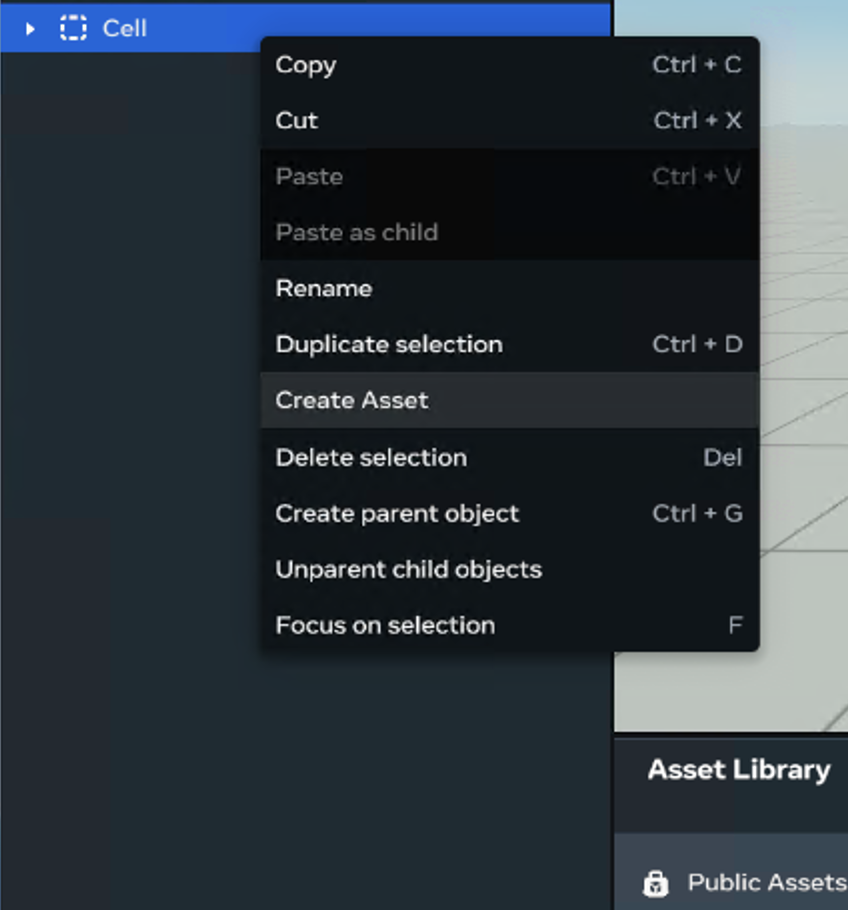 Cell
Copy Ctrl + C
Cut Ctrl + X
Paste Ctrl + V
Paste as child
Rename
Duplicate selection Ctrl + D
Create Asset
Delete selection Del
Create parent object Ctrl + G
Unparent child objects
Focus on selection F
Asset Library
Public Assets